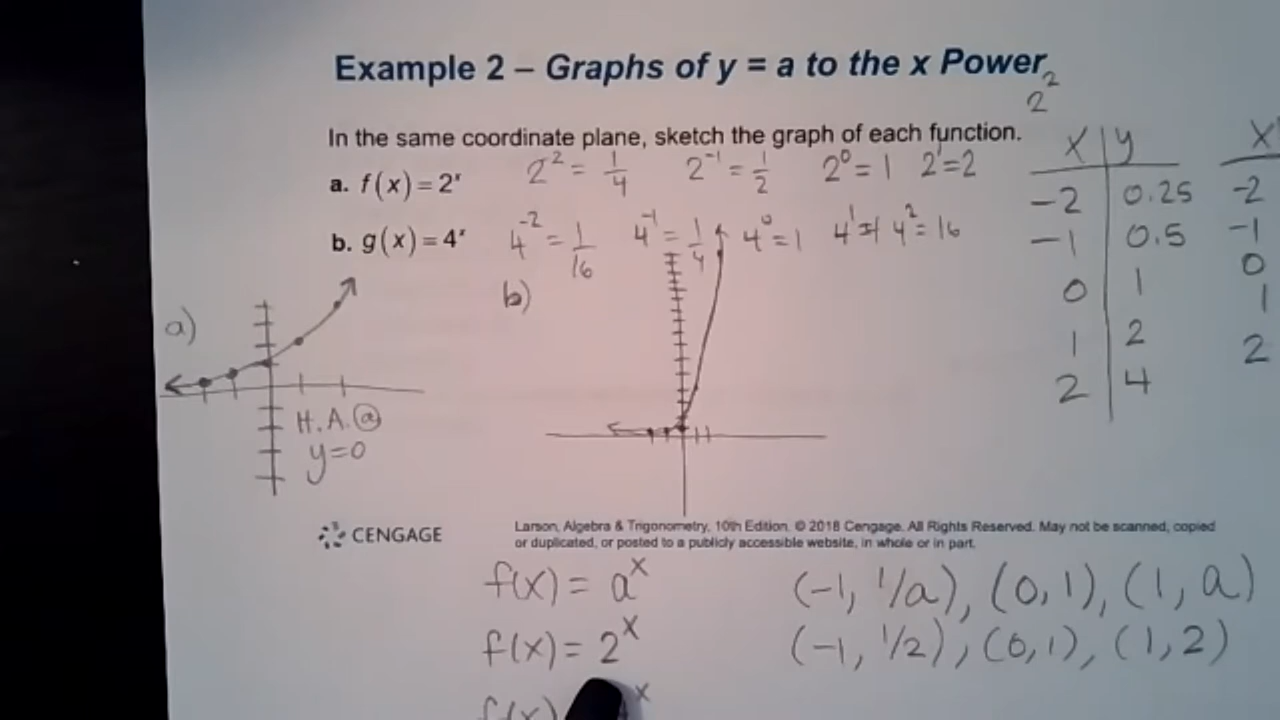 Example 2 – Graphs of y = a to the x Power
2²
In the same coordinate plane, sketch the graph of each function.
a. f(x) = 2ˣ
2² = 1/4 2⁻¹ = 1/2 2⁰ = 1 2¹ = 2
b. g(x) = 4ˣ
4⁻² = 1/16 4⁻¹ = 1/4 4⁰ = 1 4¹ = 4² = 16
X | y
-2 | 0.25
-1 | 0.5
0 | 1
1 | 2
2 | 4
X
-2
-1
0
1
2
a)
H.A.@
y=0
b)
CENGAGE
Larson, Algebra & Trigonometry, 10th Edition. © 2018 Cengage. All Rights Reserved. May not be scanned, copied
or duplicated, or posted to a publicly accessible website, in whole or in part.
f(x) = aˣ (-1, 1/a), (0,1), (1, a)
f(x) = 2ˣ (-1, 1/2), (0,1), (1,2)
f(x) x